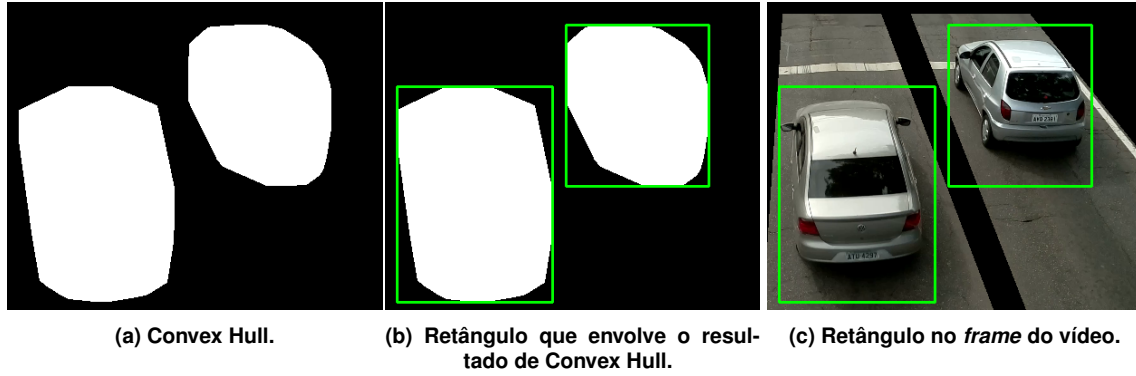 (a) Convex Hull.
(b) Retângulo que envolve o resul-
tado de Convex Hull.
(c) Retângulo no frame do vídeo.